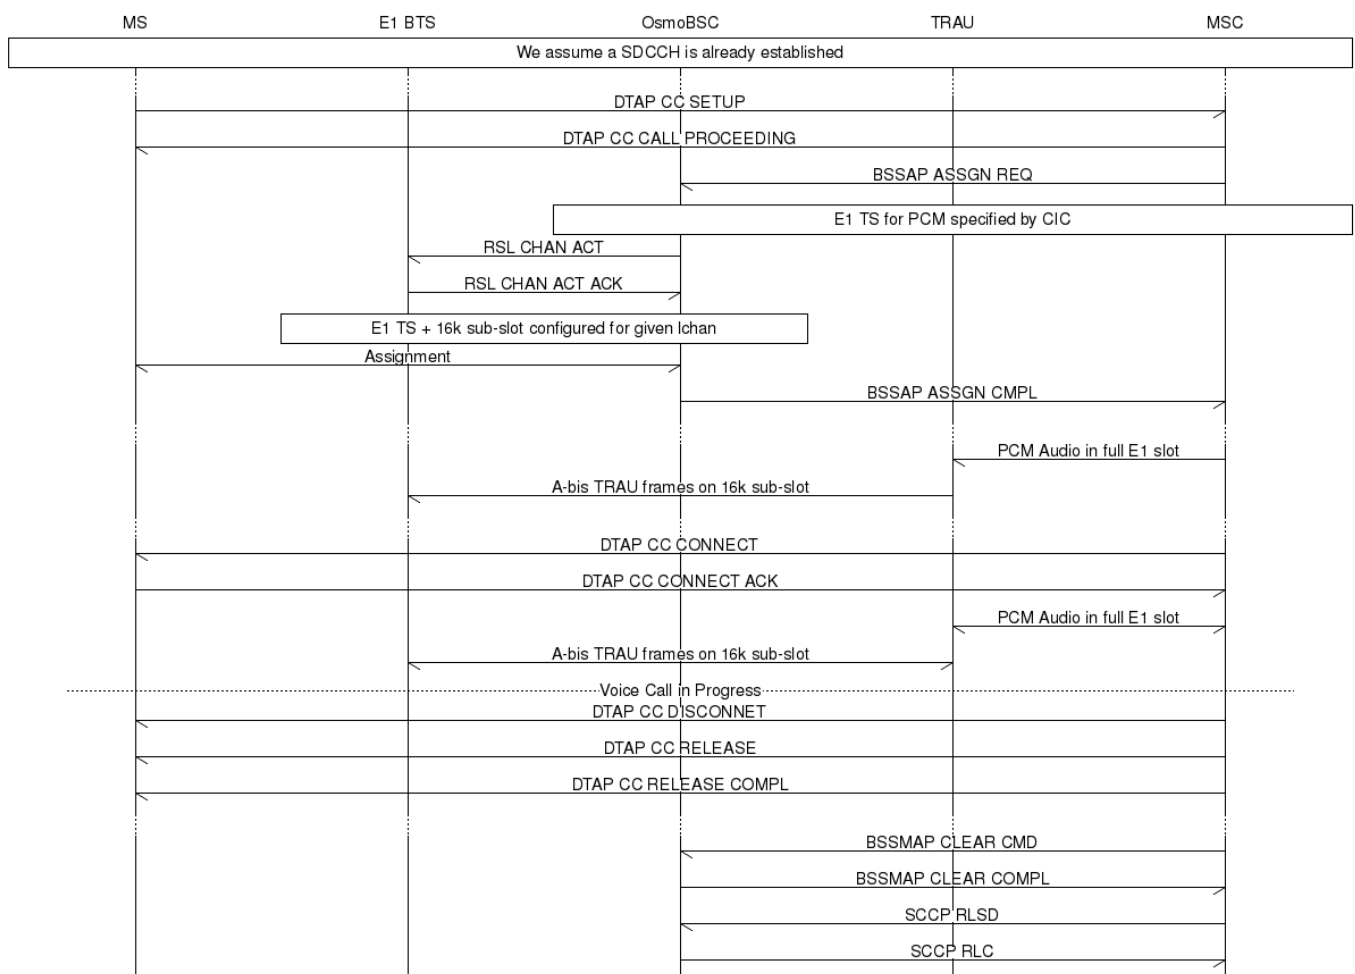 MS
E1 BTS
OsmoBSC
TRAU
MSC
We assume a SDCCH is already established
DTAP CC SETUP
DTAP CC CALL PROCEEDING
BSSAP ASSGN REQ
E1 TS for PCM specified by CIC
RSL CHAN ACT
RSL CHAN ACT ACK
E1 TS + 16k sub-slot configured for given lchan
Assignment
BSSAP ASSGN CMPL
PCM Audio in full E1 slot
A-bis TRAU frames on 16k sub-slot
DTAP CC CONNECT
DTAP CC CONNECT ACK
PCM Audio in full E1 slot
A-bis TRAU frames on 16k sub-slot
Voice Call in Progress
DTAP CC DISCONNET
DTAP CC RELEASE
DTAP CC RELEASE COMPL
BSSMAP CLEAR CMD
BSSMAP CLEAR COMPL
SCCP RLSD
SCCP RLC